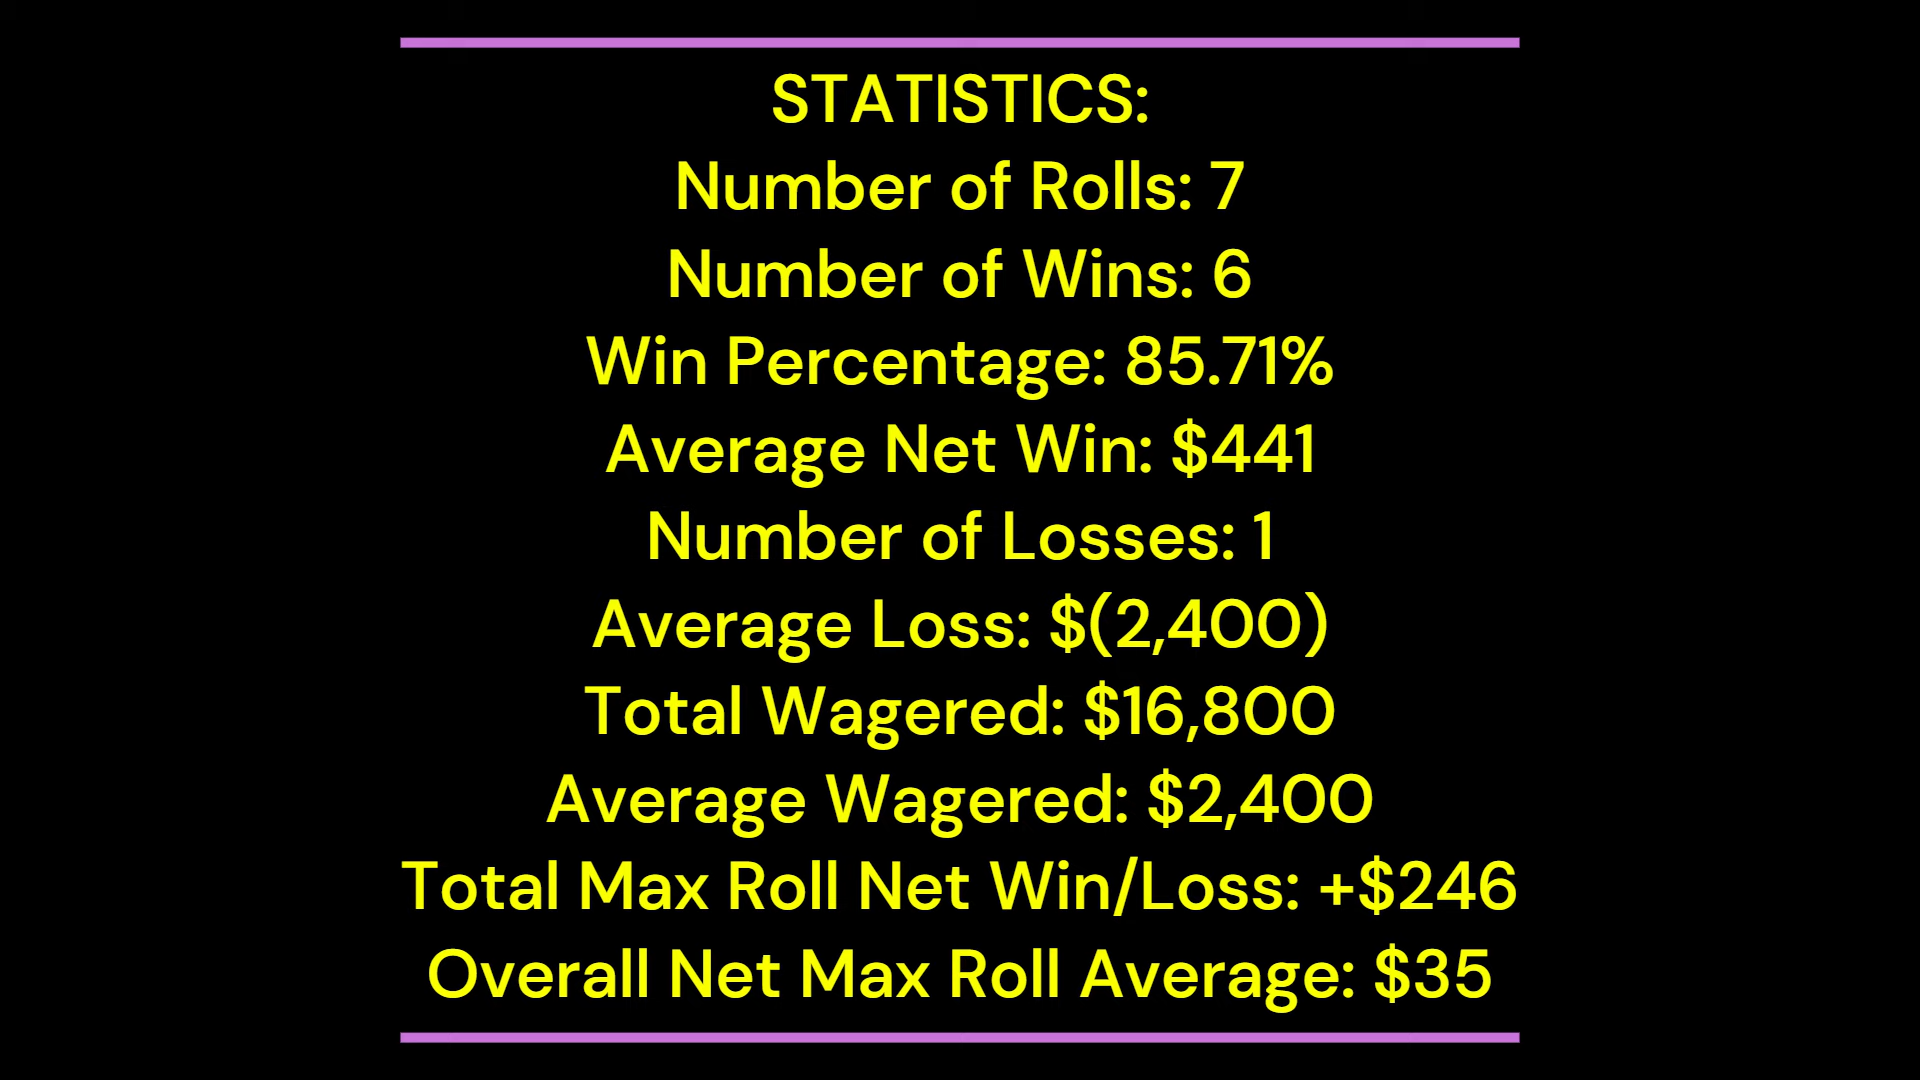 STATISTICS:
Number of Rolls: 7
Number of Wins: 6
Win Percentage: 85.71%
Average Net Win: $441
Number of Losses: 1
Average Loss: $(2,400)
Total Wagered: $16,800
Average Wagered: $2,400
Total Max Roll Net Win/Loss: +$246
Overall Net Max Roll Average: $35